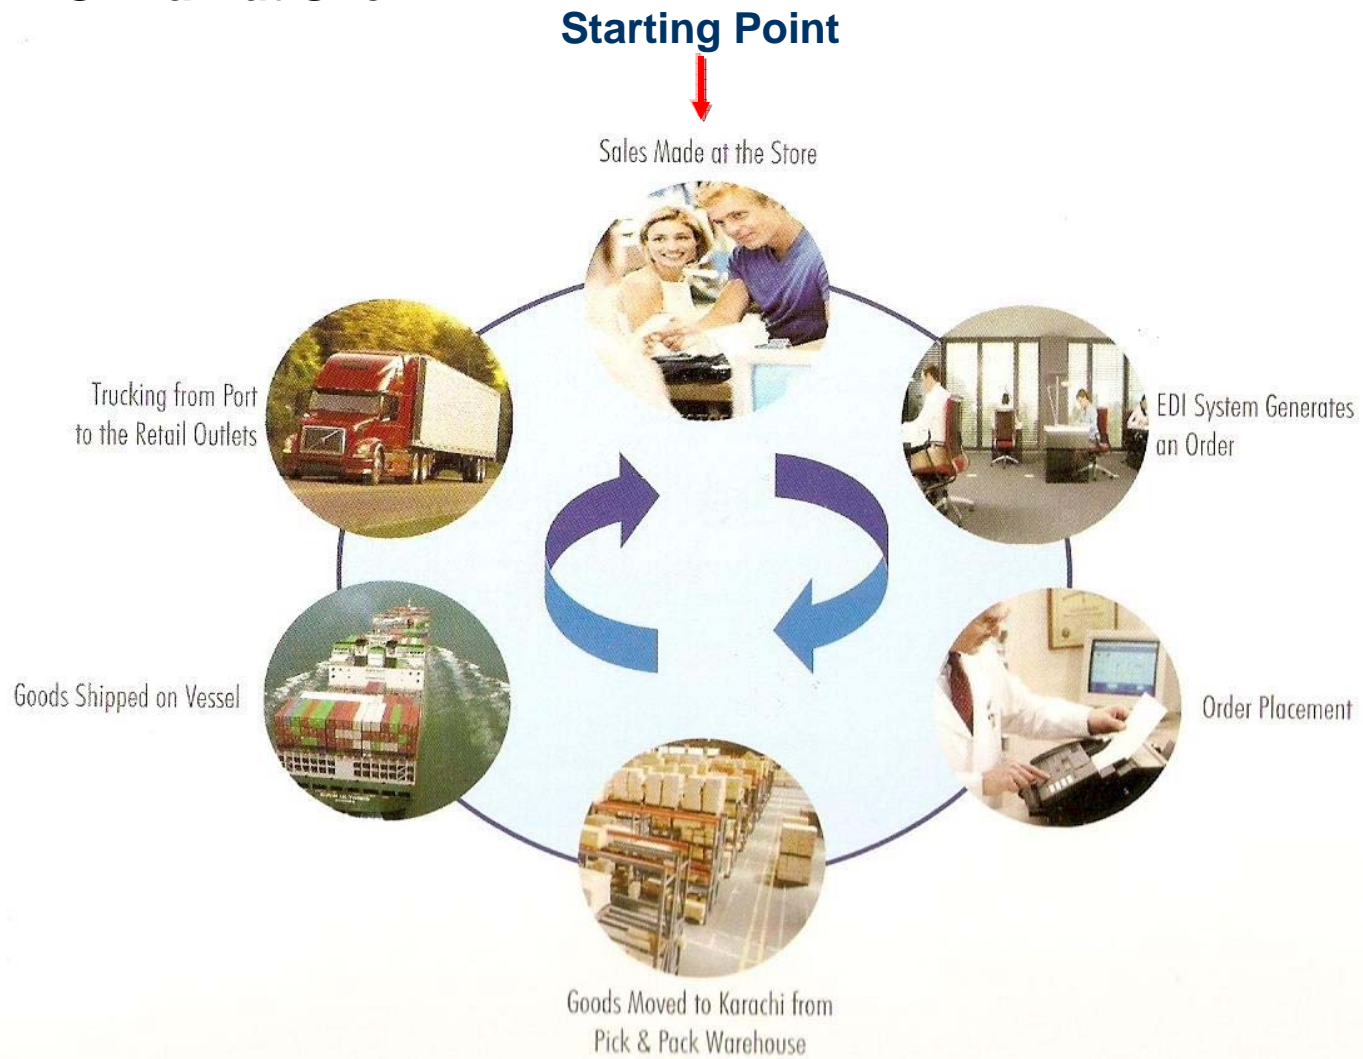 Starting Point
Sales Made at the Store
EDI System Generates
an Order
Order Placement
Goods Moved to Karachi from
Pick & Pack Warehouse
Goods Shipped on Vessel
Trucking from Port
to the Retail Outlets